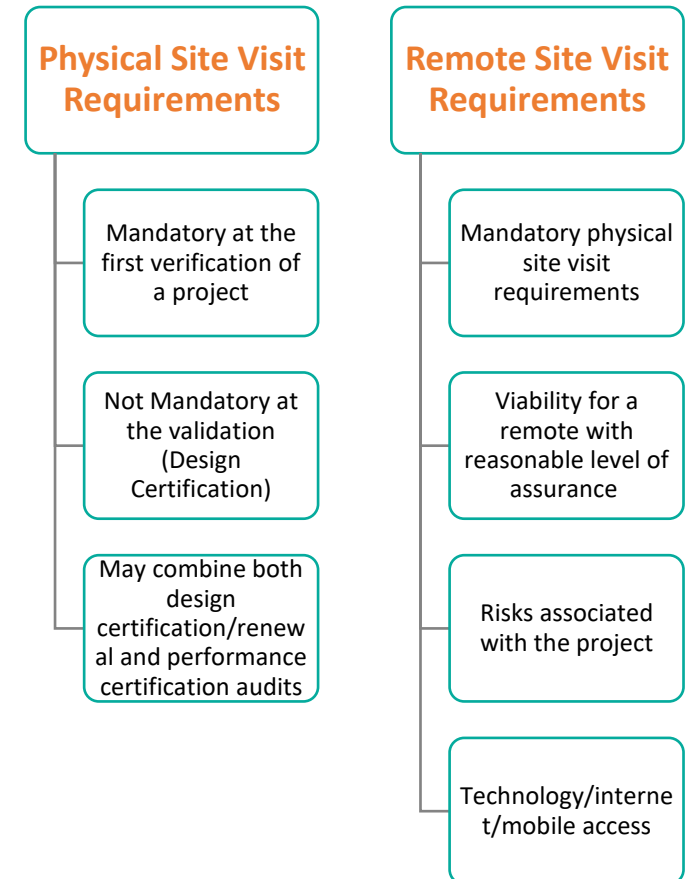 Physical Site Visit
Requirements
Mandatory at the
first verification of
a project
Not Mandatory at
the validation
(Design
Certification)
May combine both
design
certification/renew
al and performance
certification audits
Remote Site Visit
Requirements
Mandatory physical
site visit
requirements
Viability for a
remote with
reasonable level of
assurance
Risks associated
with the project
Technology/interne
t/mobile access